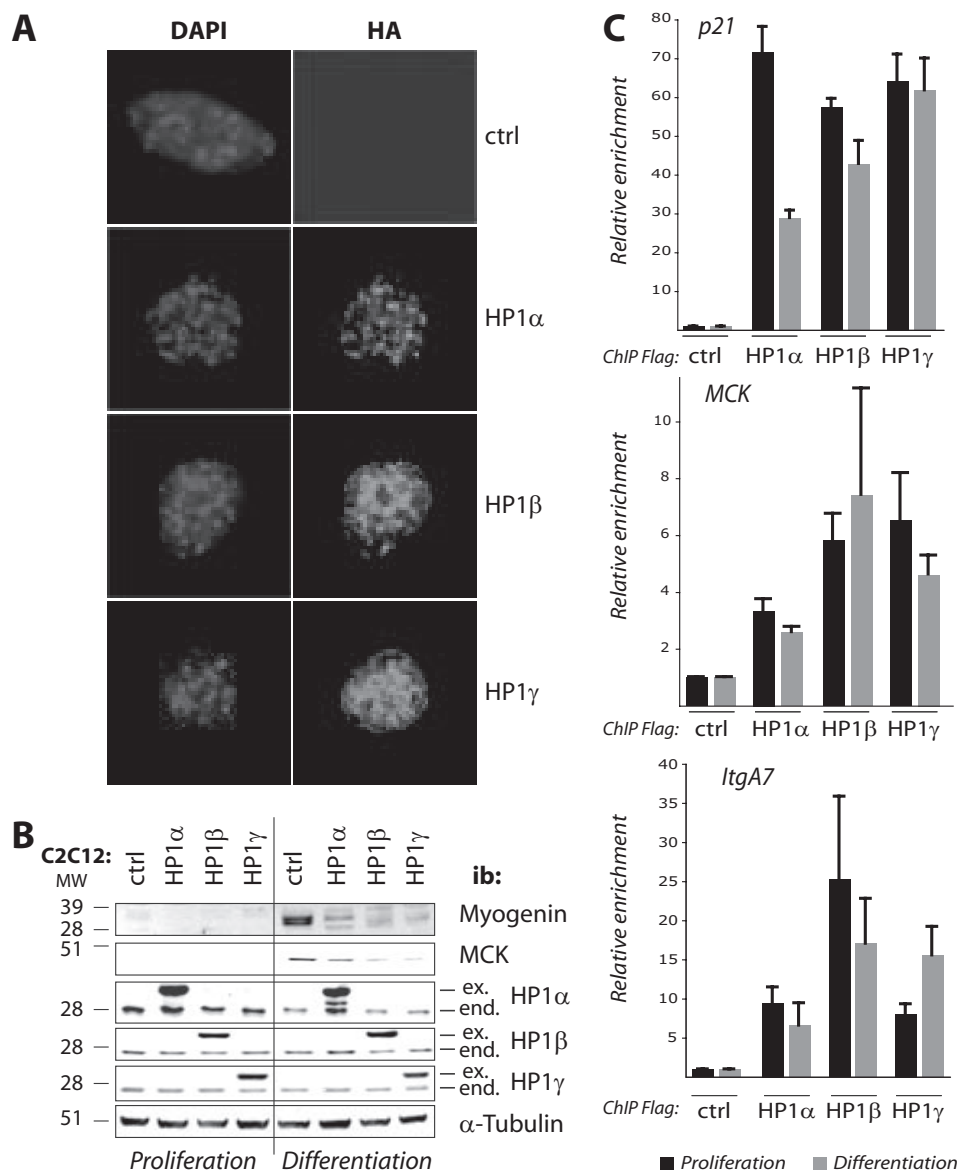 A
DAPI HA
ctrl
HP1α
HP1β
HP1γ
B
C2C12: ctrl HP1α HP1β HP1γ ctrl HP1α HP1β HP1γ
MW ib:
39
28
Myogenin
51
MCK
28
ex.
end.
HP1α
28
ex.
end.
HP1β
28
ex.
end.
HP1γ
51
α-Tubulin
Proliferation Differentiation
C
p21
Relative enrichment
70
60
50
40
30
20
10
ChIP Flag: ctrl HP1α HP1β HP1γ
MCK
Relative enrichment
10
8
6
4
2
ChIP Flag: ctrl HP1α HP1β HP1γ
ItgA7
Relative enrichment
40
35
30
25
20
15
10
5
ChIP Flag: ctrl HP1α HP1β HP1γ
Proliferation Differentiation